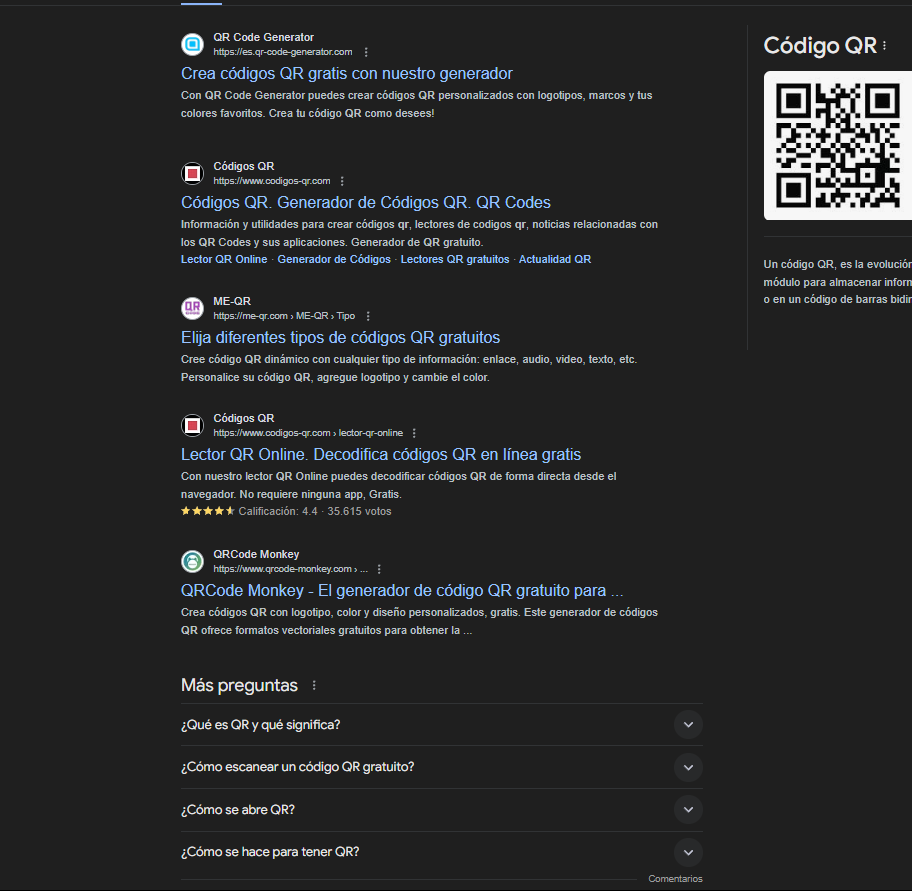 QR Code Generator
https://es.qr-code-generator.com
Crea códigos QR gratis con nuestro generador
Con QR Code Generator puedes crear códigos QR personalizados con logotipos, marcos y tus
colores favoritos. Crea tu código QR como desees!
Códigos QR
https://www.codigos-qr.com
Códigos QR. Generador de Códigos QR. QR Codes
Información y utilidades para crear códigos qr, lectores de codigos qr, noticias relacionadas con
los QR Codes y sus aplicaciones. Generador de QR gratuito.
Lector QR Online · Generador de Códigos · Lectores QR gratuitos · Actualidad QR
ME-QR
https://me-qr.com › ME-QR › Tipo
Elija diferentes tipos de códigos QR gratuitos
Cree código QR dinámico con cualquier tipo de información: enlace, audio, video, texto, etc.
Personalice su código QR, agregue logotipo y cambie el color.
Códigos QR
https://www.codigos-qr.com › lector-qr-online
Lector QR Online. Decodifica códigos QR en línea gratis
Con nuestro lector QR Online puedes decodificar códigos QR de forma directa desde el
navegador. No requiere ninguna app, Gratis.
Calificación: 4.4 · 35.615 votos
QRCode Monkey
https://www.qrcode-monkey.com › ...
QRCode Monkey - El generador de código QR gratuito para ...
Crea códigos QR con logotipo, color y diseño personalizados, gratis. Este generador de códigos
QR ofrece formatos vectoriales gratuitos para obtener la ...
Más preguntas
¿Qué es QR y qué significa?
¿Cómo escanear un código QR gratuito?
¿Cómo se abre QR?
¿Cómo se hace para tener QR?
Comentarios
Código QR
Un código QR, es la evolución
módulo para almacenar inform
o en un código de barras bidir